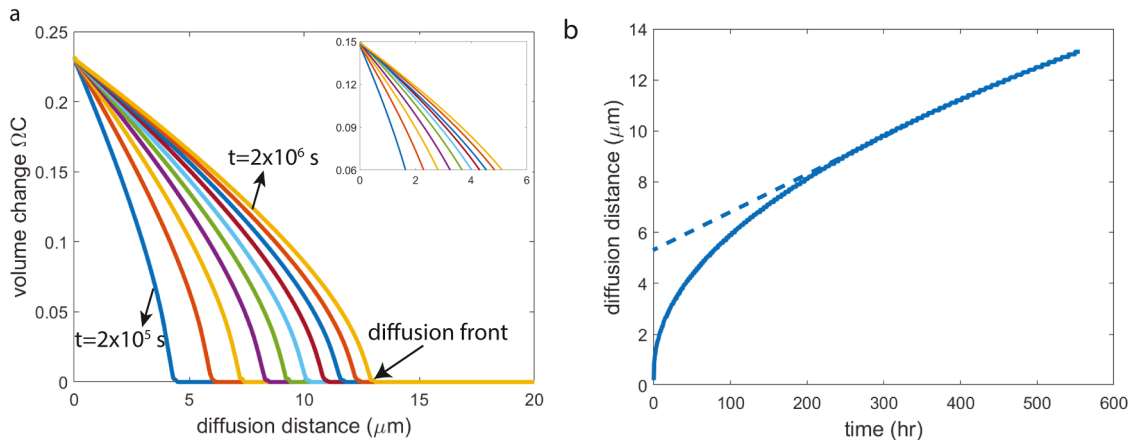 a
0.25
0.2
0.15
0.1
0.05
0
volume change ΩC
0 5 10 15 20
diffusion distance (μm)
t=2x10⁶ s
t=2x10⁵ s
diffusion front
0.15
0.12
0.09
0.06
0 2 4 6
b
14
12
10
8
6
4
2
0
diffusion distance (μm)
0 100 200 300 400 500 600
time (hr)